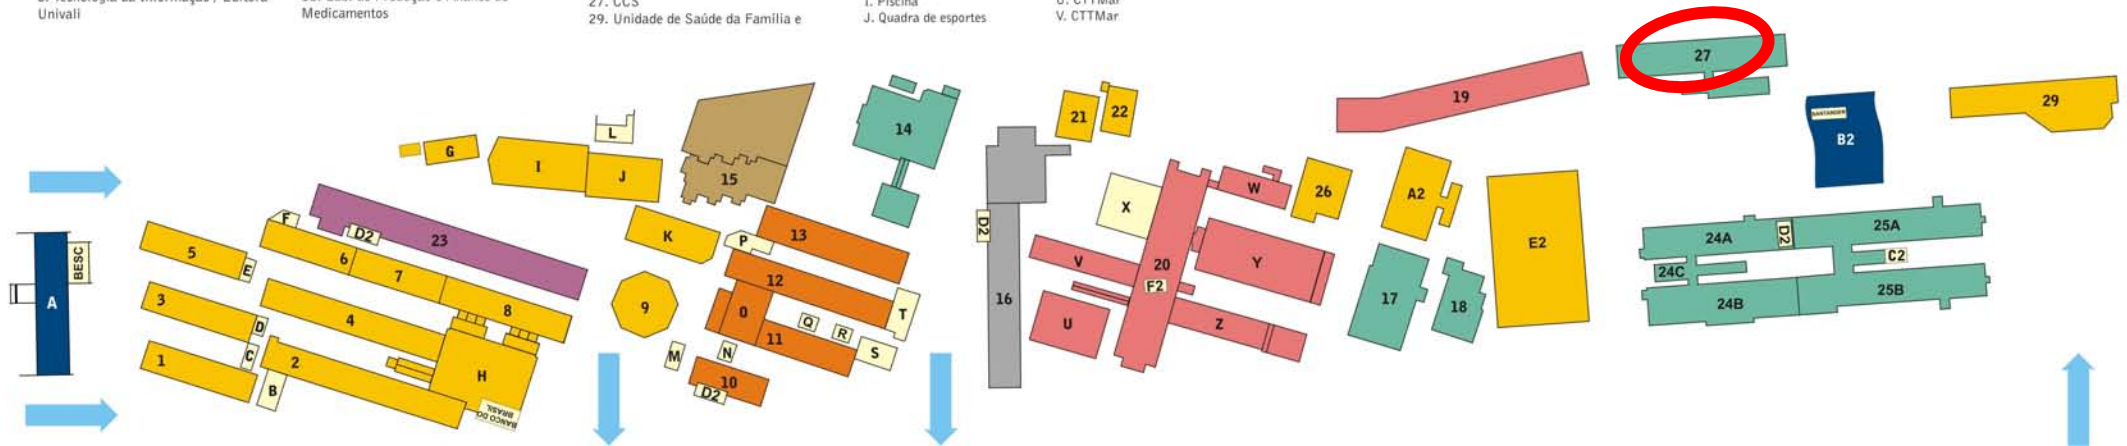 Univali
Medicamentos
27. CCS
29. Unidade de Saúde da Família e
I. Piscina
J. Quadra de esportes
U. CTTMar
V. CTTMar
27
19
29
22
21
SANTANDER
B2
14
L
G
I
J
15
W
26
A2
X
E2
D2
25A
24A
D2
C2
24C
25B
24B
F
D2
23
K
P
13
5
E
6
7
8
BESC
A
3
D
4
9
12
0
Q
R
T
11
S
M
N
10
D2
16
V
20
F2
Y
U
Z
17
18
1
C
2
B
H
BANCO DO
BRASIL